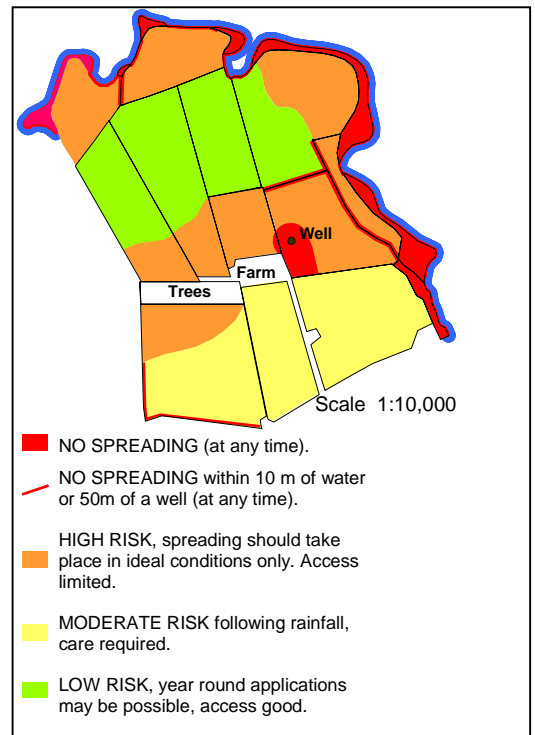 Well
Farm
Trees
Scale 1:10,000
NO SPREADING (at any time).
NO SPREADING within 10 m of water
or 50m of a well (at any time).
HIGH RISK, spreading should take
place in ideal conditions only. Access
limited.
MODERATE RISK following rainfall,
care required.
LOW RISK, year round applications
may be possible, access good.